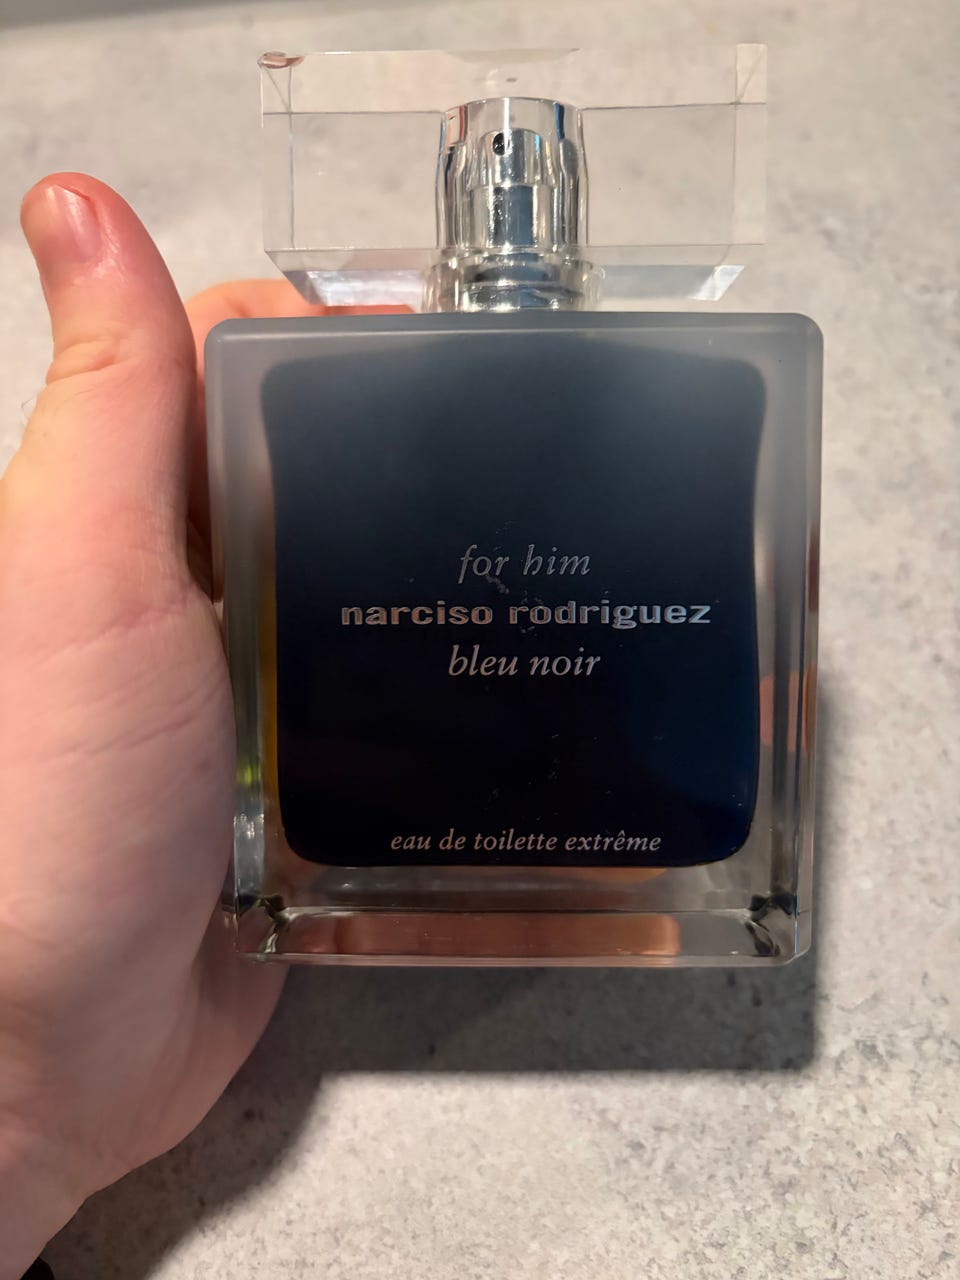 for him
narciso rodriguez
bleu noir
eau de toilette extrême